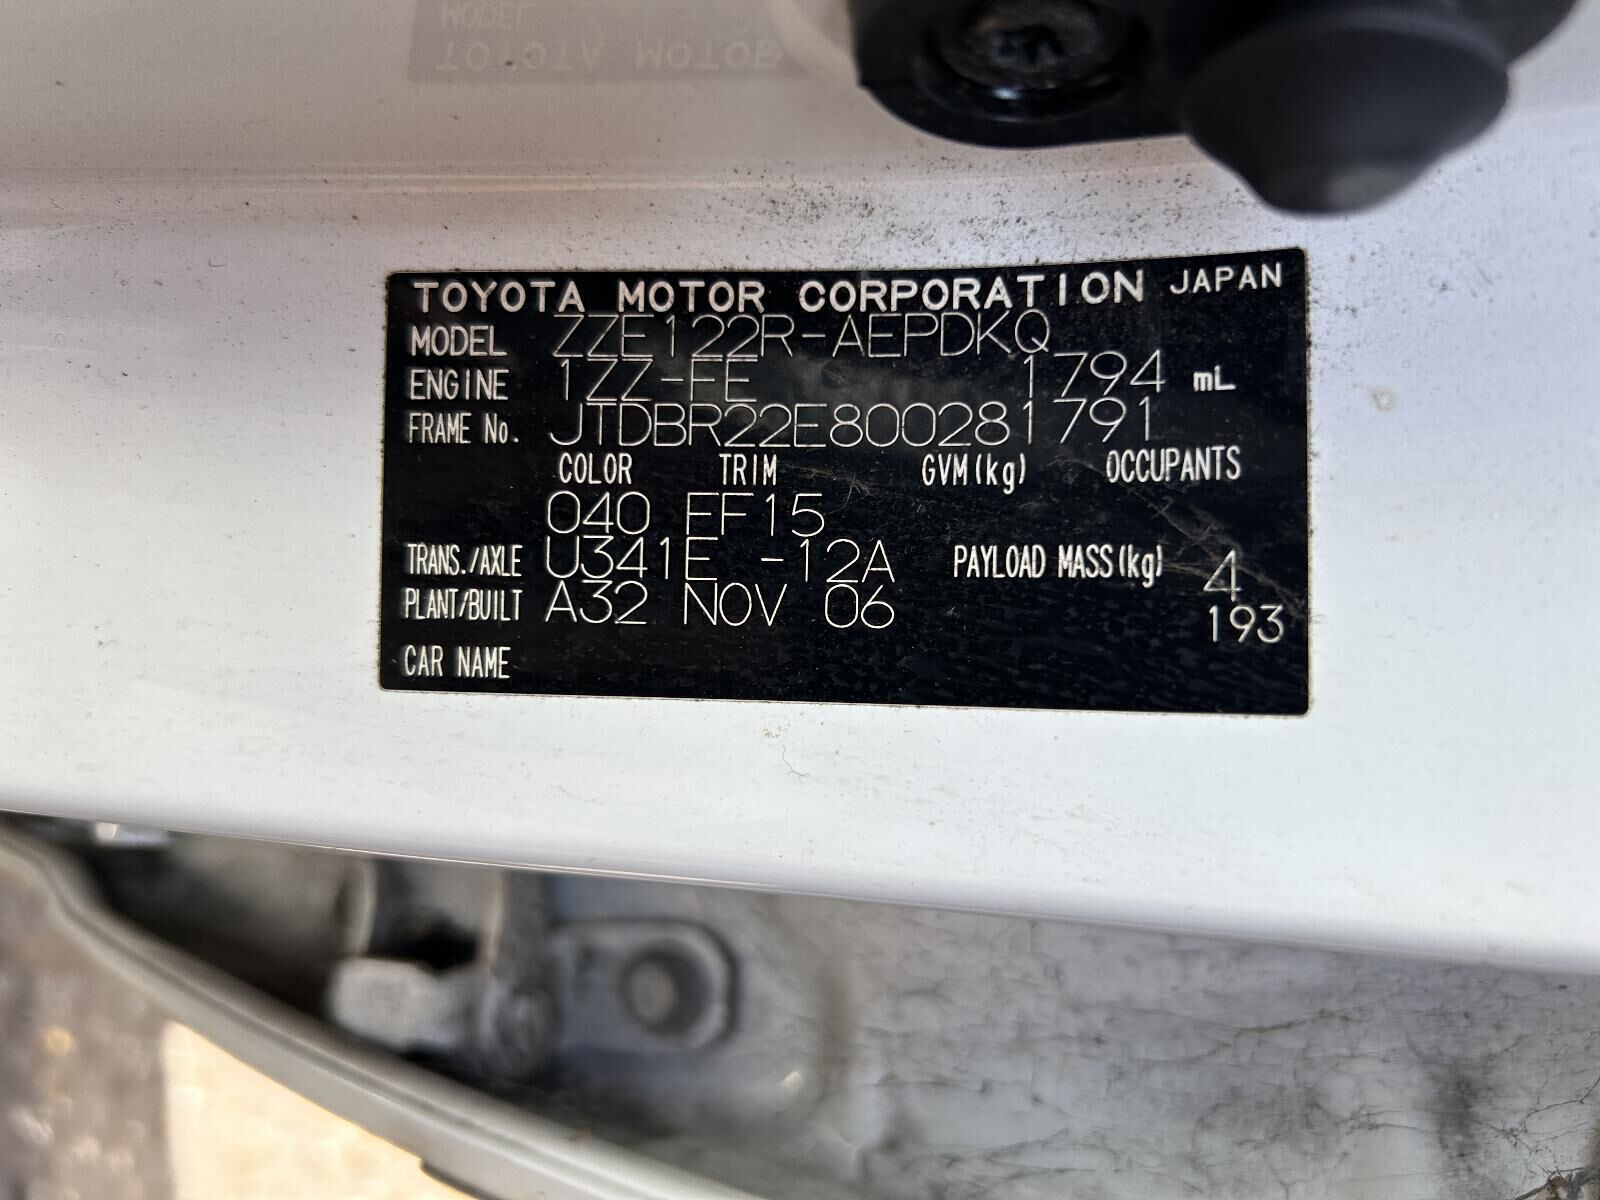 TOYOTA MOTOR CORPORATION JAPAN
MODEL ZZE122R-AEPDKQ
ENGINE 1ZZ-FE 1794 mL
FRAME No. JTDBR22E800281791
COLOR TRIM GVM(kg) OCCUPANTS
040 FF15
TRANS./AXLE U341E -12A PAYLOAD MASS(kg) 4
PLANT/BUILT A32 NOV 06 193
CAR NAME